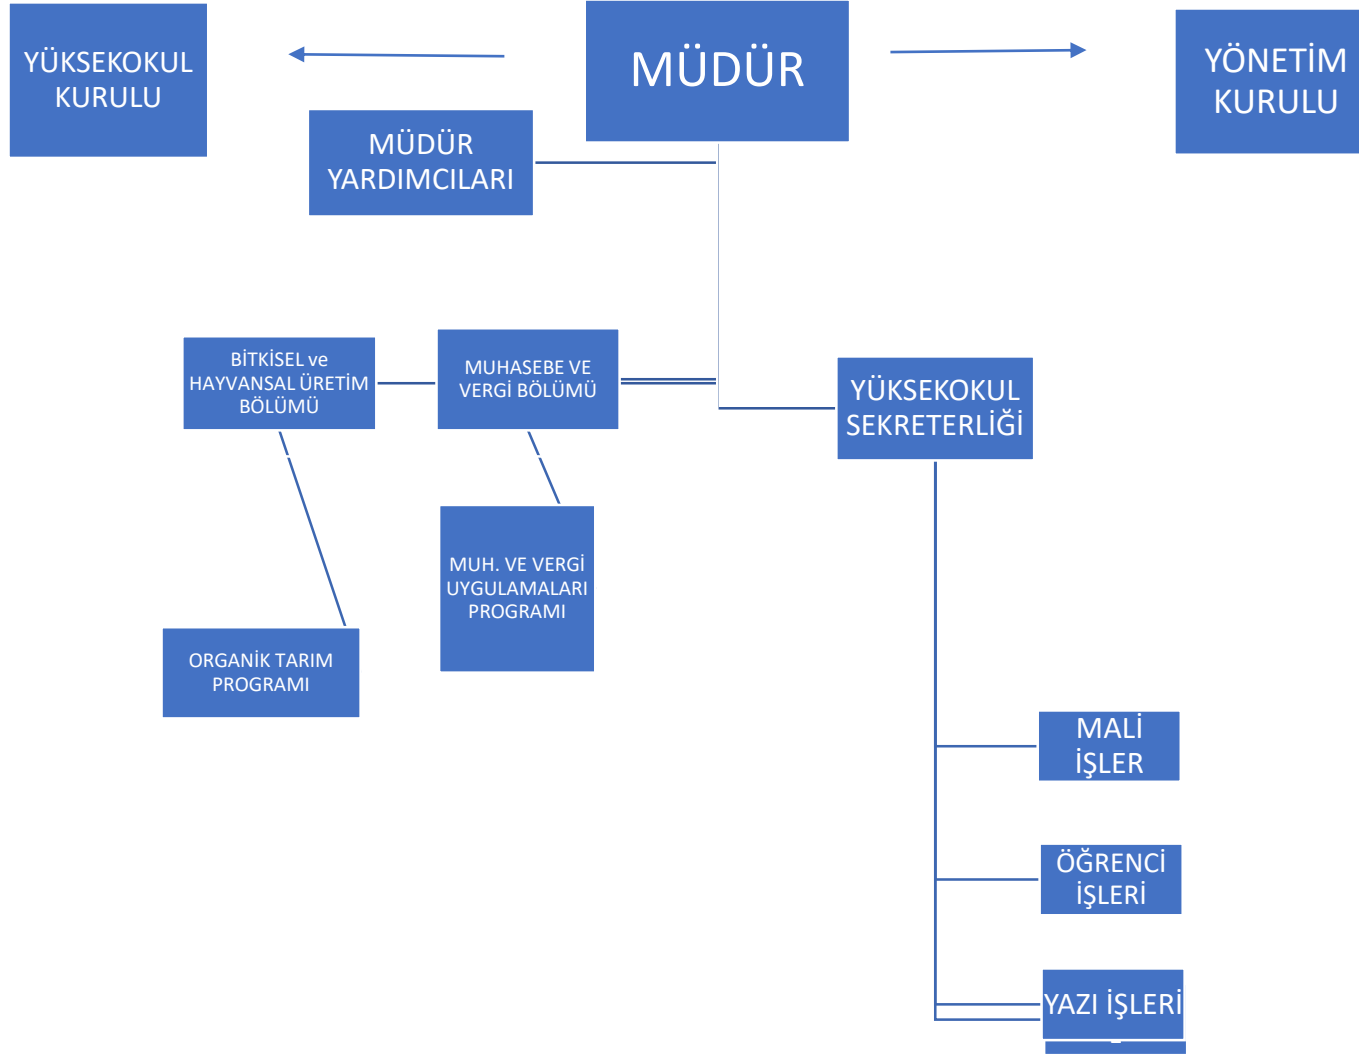 YÜKSEKOKUL
KURULU
MÜDÜR
YÖNETİM
KURULU
MÜDÜR
YARDIMCILARI
BİTKİSEL ve
HAYVANSAL ÜRETİM
BÖLÜMÜ
MUHASEBE VE
VERGİ BÖLÜMÜ
YÜKSEKOKUL
SEKRETERLİĞİ
MUH. VE VERGİ
UYGULAMALARI
PROGRAMI
ORGANİK TARIM
PROGRAMI
MALİ
İŞLER
ÖĞRENCİ
İŞLERİ
YAZI İŞLERİ